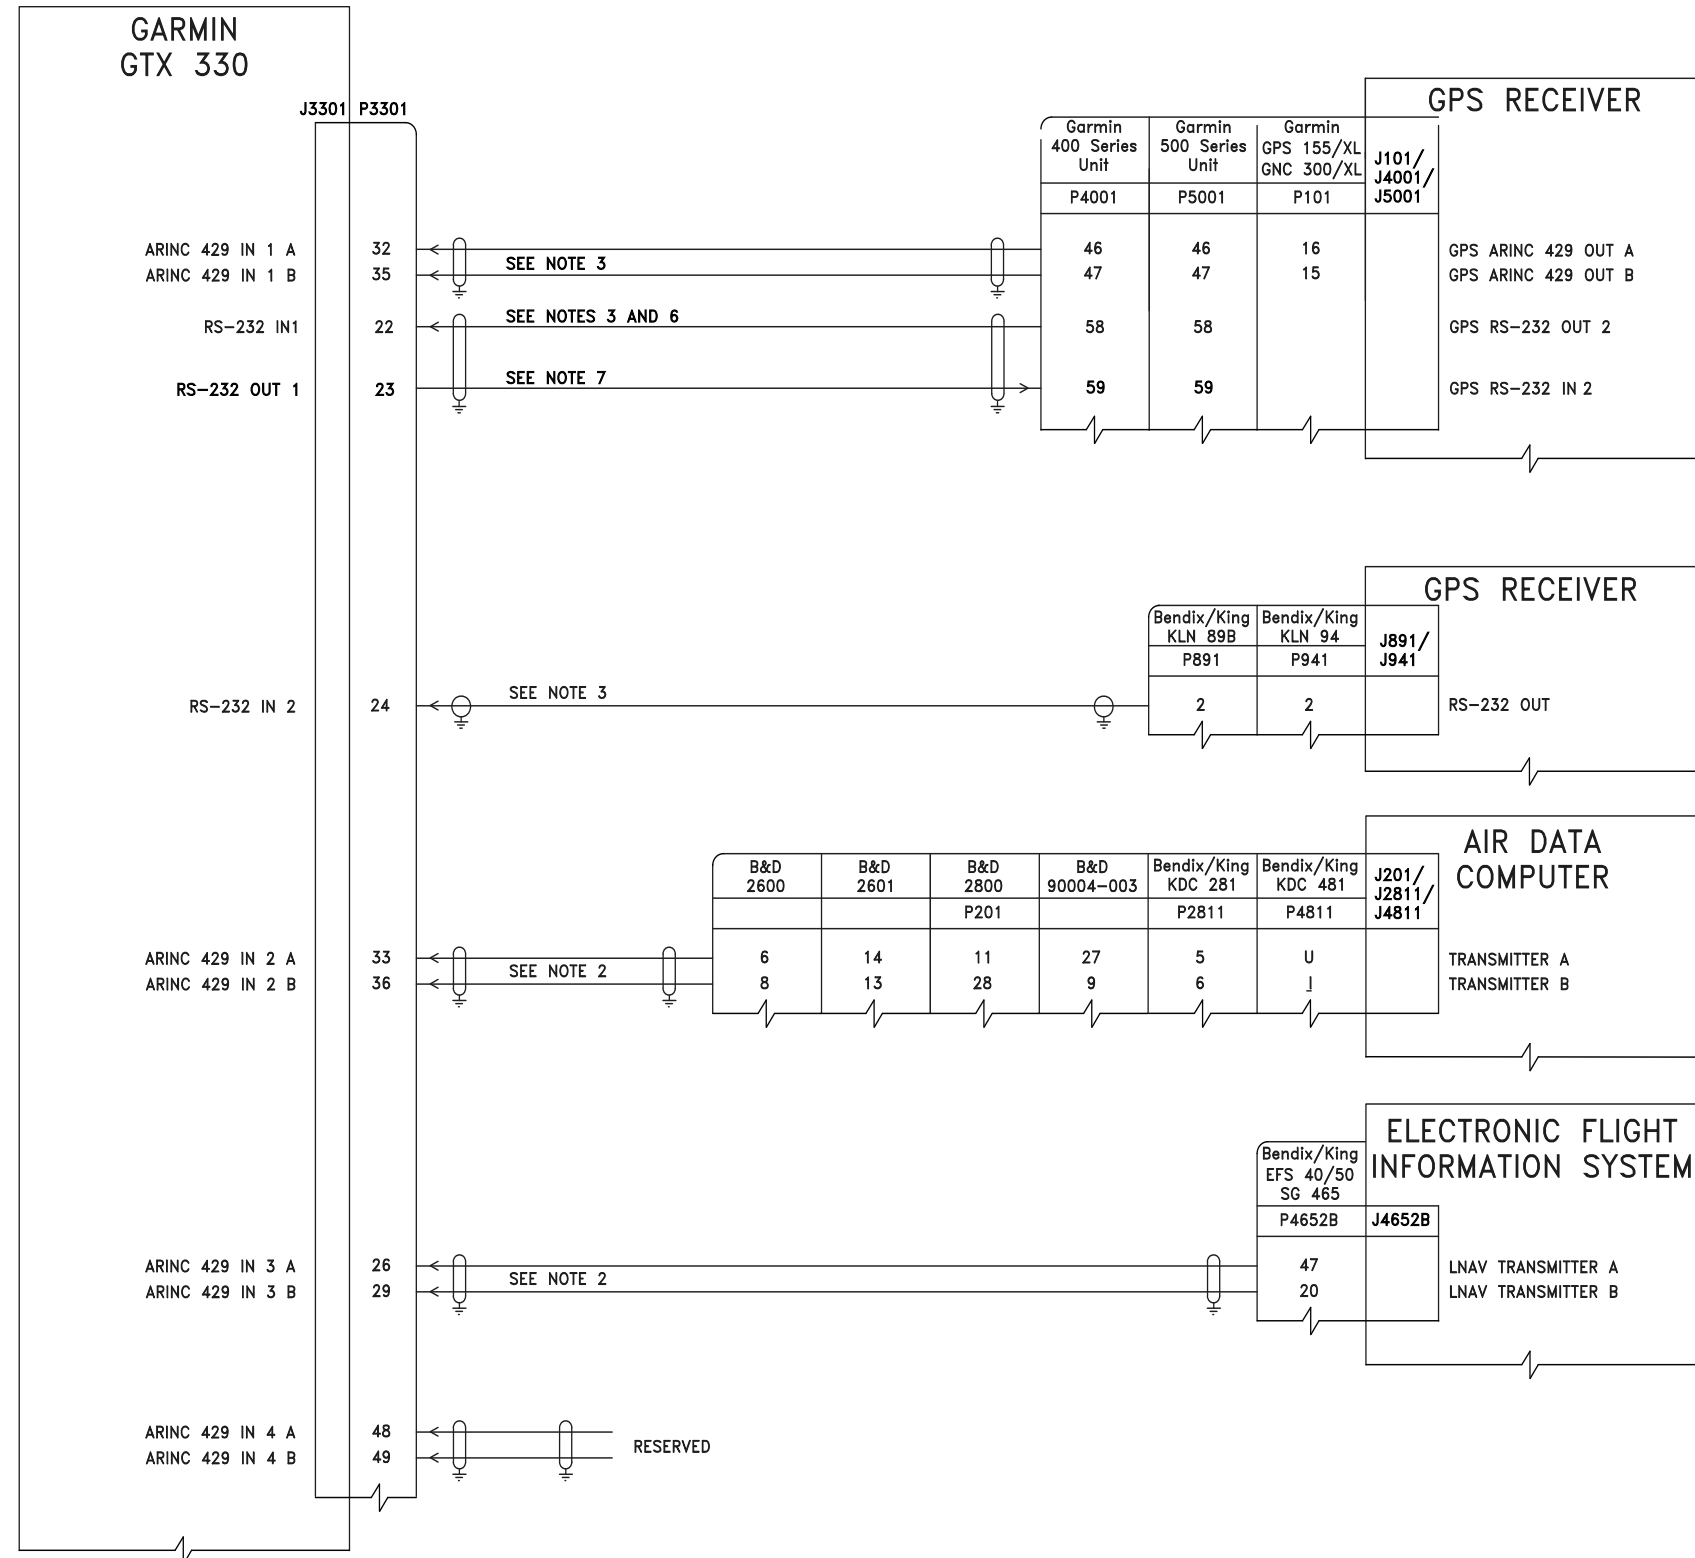 GARMIN
GTX 330
J3301 P3301
GPS RECEIVER
Garmin
400 Series
Unit
Garmin
500 Series
Unit
Garmin
GPS 155/XL
GNC 300/XL
J101/
J4001/
J5001
P4001 P5001 P101
ARINC 429 IN 1 A 32 46 46 16 GPS ARINC 429 OUT A
SEE NOTE 3
ARINC 429 IN 1 B 35 47 47 15 GPS ARINC 429 OUT B
SEE NOTES 3 AND 6
RS-232 IN1 22 58 58 GPS RS-232 OUT 2
SEE NOTE 7
RS-232 OUT 1 23 59 59 GPS RS-232 IN 2
GPS RECEIVER
Bendix/King
KLN 89B
Bendix/King
KLN 94
J891/
J941
P891 P941
SEE NOTE 3
RS-232 IN 2 24 2 2 RS-232 OUT
AIR DATA
COMPUTER
B&D
2600
B&D
2601
B&D
2800
B&D
90004-003
Bendix/King
KDC 281
Bendix/King
KDC 481
J201/
J2811/
J4811
P201 P2811 P4811
ARINC 429 IN 2 A 33 6 14 11 27 5 U TRANSMITTER A
SEE NOTE 2
ARINC 429 IN 2 B 36 8 13 28 9 6 I TRANSMITTER B
ELECTRONIC FLIGHT
INFORMATION SYSTEM
Bendix/King
EFS 40/50
SG 465
P4652B J4652B
ARINC 429 IN 3 A 26 47 LNAV TRANSMITTER A
SEE NOTE 2
ARINC 429 IN 3 B 29 20 LNAV TRANSMITTER B
ARINC 429 IN 4 A 48
RESERVED
ARINC 429 IN 4 B 49